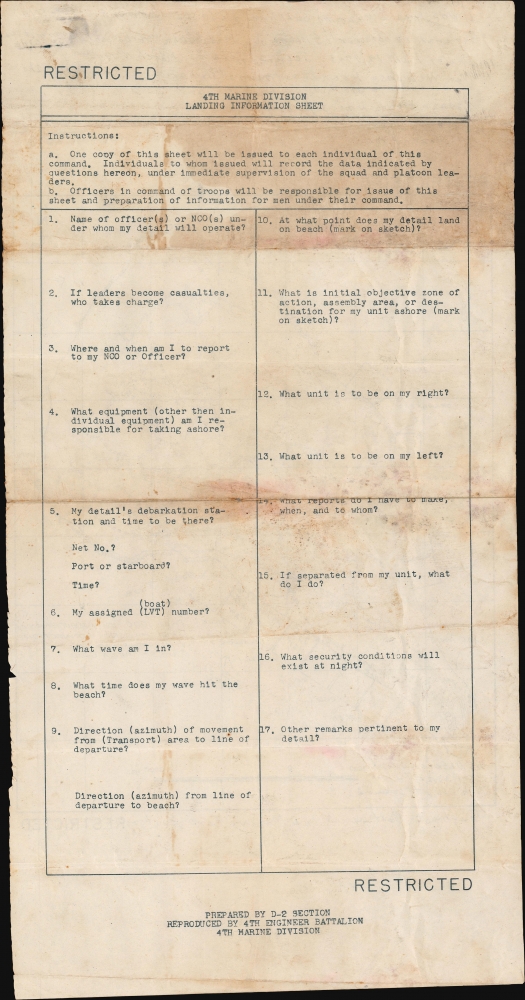 RESTRICTED
4TH MARINE DIVISION
LANDING INFORMATION SHEET
Instructions:
a. One copy of this sheet will be issued to each individual of this
command. Individuals to whom issued will record the data indicated by
questions hereon, under immediate supervision of the squad and platoon lea-
ders.
b. Officers in command of troops will be responsible for issue of this
sheet and preparation of information for men under their command.
1. Name of officer(s) or NCO(s) un-
der whom my detail will operate?
2. If leaders become casualties,
who takes charge?
3. Where and when am I to report
to my NCO or Officer?
4. What equipment (other then in-
dividual equipment) am I re-
sponsible for taking ashore?
5. My detail's debarkation sta-
tion and time to be there?
Net No.?
Port or starboard?
Time?
(boat)
6. My assigned (LVT) number?
7. What wave am I in?
8. What time does my wave hit the
beach?
9. Direction (azimuth) of movement
from (Transport) area to line of
departure?
Direction (azimuth) from line of
departure to beach?
10. At what point does my detail land
on beach (mark on sketch)?
11. What is initial objective zone of
action, assembly area, or des-
tination for my unit ashore (mark
on sketch)?
12. What unit is to be on my right?
13. What unit is to be on my left?
14. What reports do I have to make,
when, and to whom?
15. If separated from my unit, what
do I do?
16. What security conditions will
exist at night?
17. Other remarks pertinent to my
detail?
RESTRICTED
PREPARED BY D-2 SECTION
REPRODUCED BY 4TH ENGINEER BATTALION
4TH MARINE DIVISION